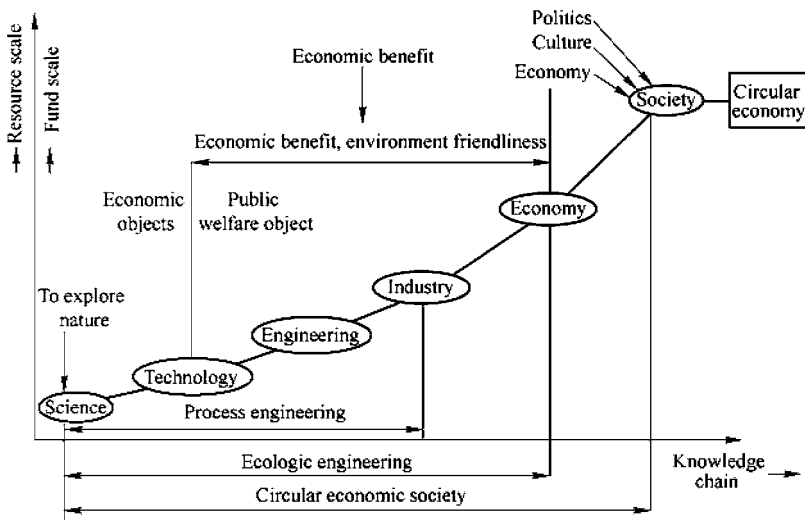 Politics
Culture
Economy
Society
Circular
economy
Resource scale
Fund scale
Economic benefit
Economic benefit, environment friendliness
Economic
objects
Public
welfare object
Economy
Industry
To explore
nature
Engineering
Technology
Science
Process engineering
Ecologic engineering
Knowledge
chain
Circular economic society